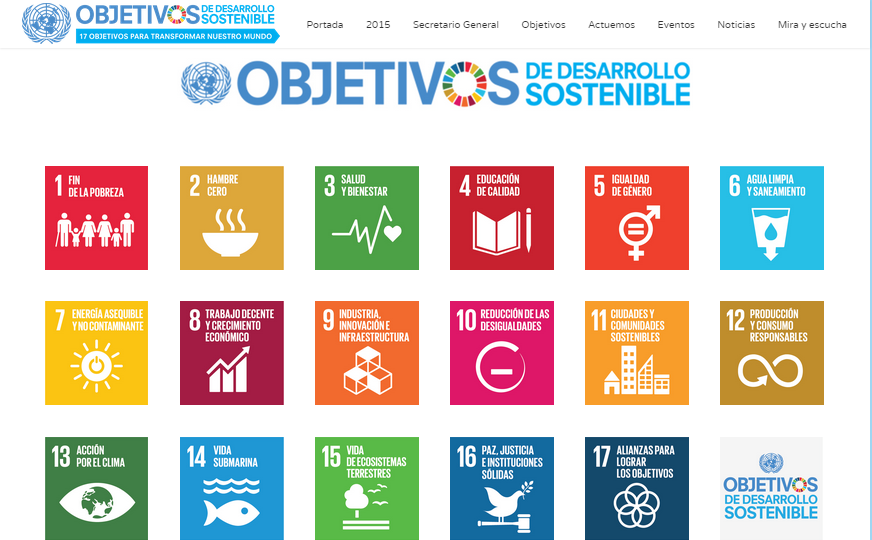 OBJETIVOS DE DESARROLLO
SOSTENIBLE
17 OBJETIVOS PARA TRANSFORMAR NUESTRO MUNDO
Portada 2015 Secretario General Objetivos Actuemos Eventos Noticias Mira y escucha
OBJETIVOS DE DESARROLLO
SOSTENIBLE
1 FIN
DE LA POBREZA
2 HAMBRE
CERO
3 SALUD
Y BIENESTAR
4 EDUCACIÓN
DE CALIDAD
5 IGUALDAD
DE GÉNERO
6 AGUA LIMPIA
Y SANEAMIENTO
7 ENERGÍA ASEQUIBLE
Y NO CONTAMINANTE
8 TRABAJO DECENTE
Y CRECIMIENTO
ECONÓMICO
9 INDUSTRIA,
INNOVACIÓN E
INFRAESTRUCTURA
10 REDUCCIÓN DE LAS
DESIGUALDADES
11 CIUDADES Y
COMUNIDADES
SOSTENIBLES
12 PRODUCCIÓN
Y CONSUMO
RESPONSABLES
13 ACCIÓN
POR EL CLIMA
14 VIDA
SUBMARINA
15 VIDA
DE ECOSISTEMAS
TERRESTRES
16 PAZ, JUSTICIA
E INSTITUCIONES
SÓLIDAS
17 ALIANZAS PARA
LOGRAR
LOS OBJETIVOS
OBJETIVOS
DE DESARROLLO
SOSTENIBLE